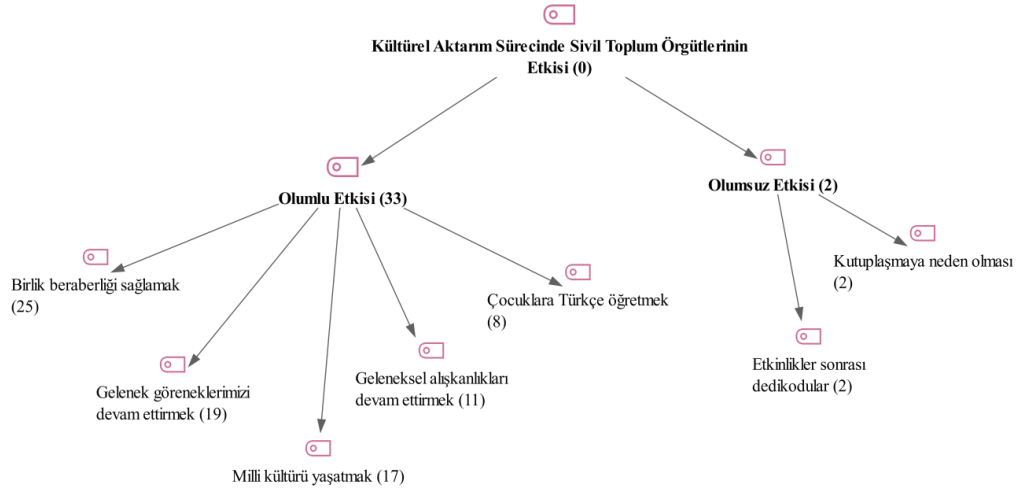 Kültürel Aktarım Sürecinde Sivil Toplum Örgütlerinin
Etkisi (0)
Olumlu Etkisi (33)
Olumsuz Etkisi (2)
Birlik beraberliği sağlamak
(25)
Gelenek göreneklerimizi
devam ettirmek (19)
Milli kültürü yaşatmak (17)
Geleneksel alışkanlıkları
devam ettirmek (11)
Çocuklara Türkçe öğretmek
(8)
Etkinlikler sonrası
dedikodular (2)
Kutuplaşmaya neden olması
(2)